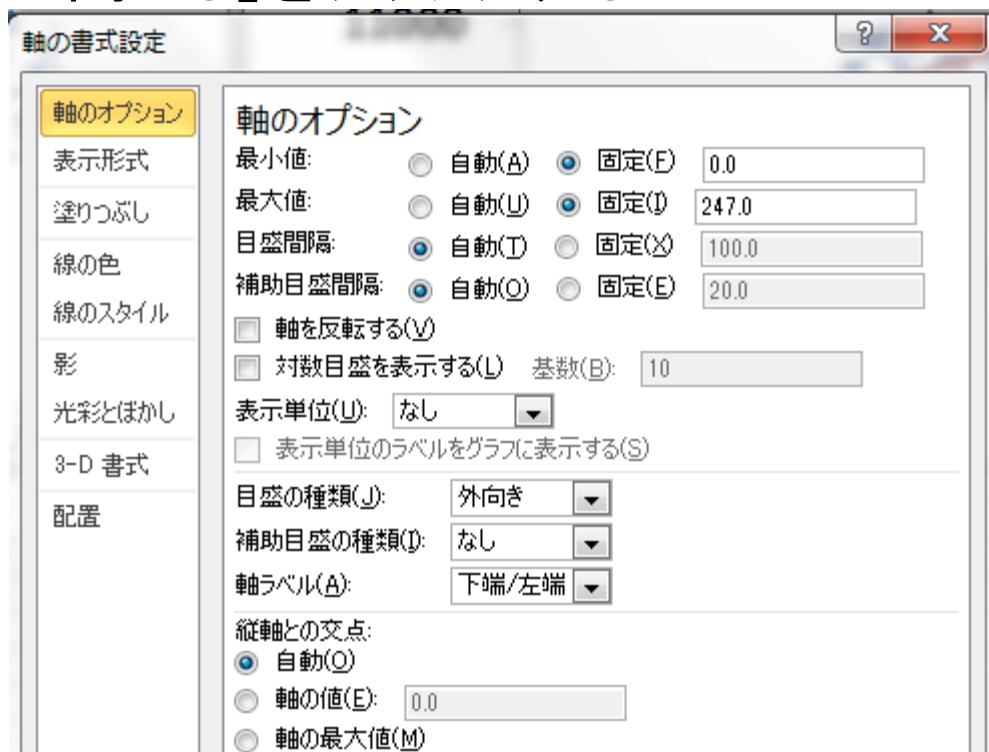 軸の書式設定
軸のオプション
表示形式
塗りつぶし
線の色
線のスタイル
影
光彩とぼかし
3-D 書式
配置
軸のオプション
最小値: 自動(A) 固定(F) 0.0
最大値: 自動(U) 固定(I) 247.0
目盛間隔: 自動(T) 固定(X) 100.0
補助目盛間隔: 自動(O) 固定(E) 20.0
軸を反転する(V)
対数目盛を表示する(L) 基数(B): 10
表示単位(U): なし
表示単位のラベルをグラフに表示する(S)
目盛の種類(J): 外向き
補助目盛の種類(I): なし
軸ラベル(A): 下端/左端
縦軸との交点:
自動(O)
軸の値(E): 0.0
軸の最大値(M)